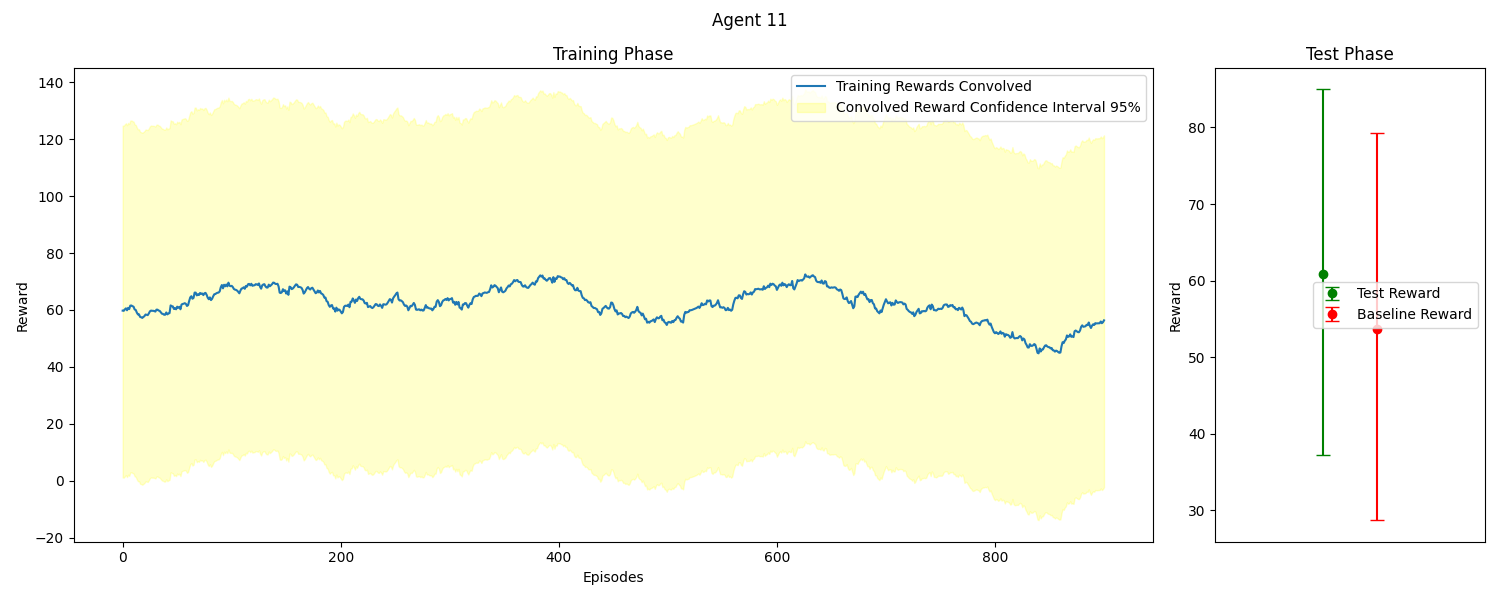 Agent 11
Training Phase
Training Rewards Convolved
Convolved Reward Confidence Interval 95%
Reward
140
120
100
80
60
40
20
0
−20
0 200 400 600 800
Episodes
Test Phase
Test Reward
Baseline Reward
Reward
80
70
60
50
40
30